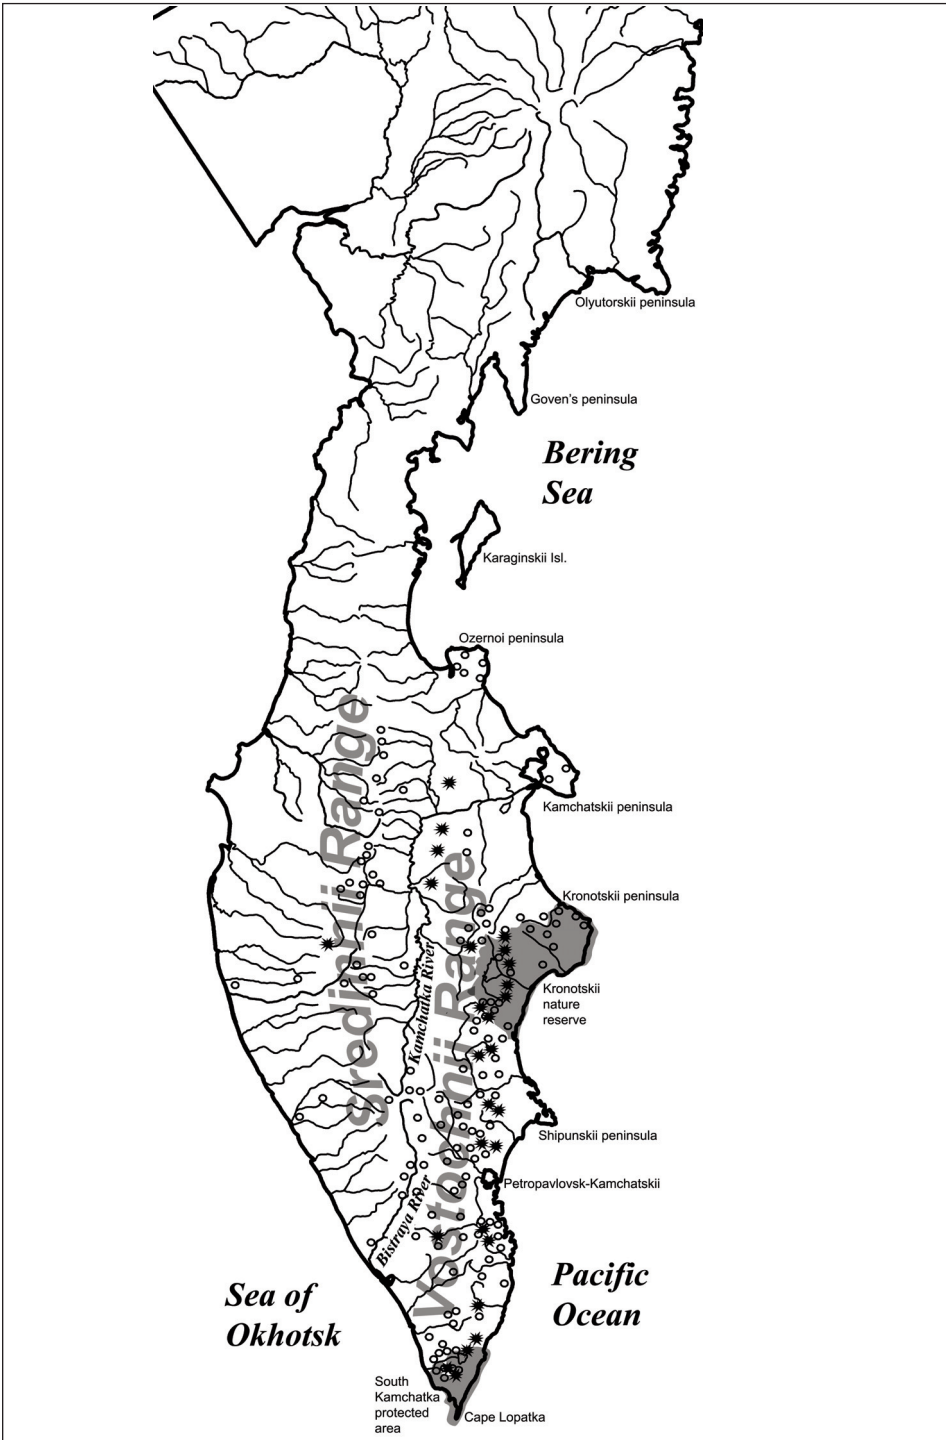 Olyutorskii peninsula
Goven's peninsula
Bering
Sea
Karaginskii Isl.
Ozernoi peninsula
Sredinnii Range
Kamchatskii peninsula
Kronotskii peninsula
Vostochnii Range
Kamchatka River
Kronotskii
nature
reserve
Shipunskii peninsula
Petropavlovsk-Kamchatskii
Bistraya River
Sea of
Okhotsk
Pacific
Ocean
South
Kamchatka
protected
area
Cape Lopatka